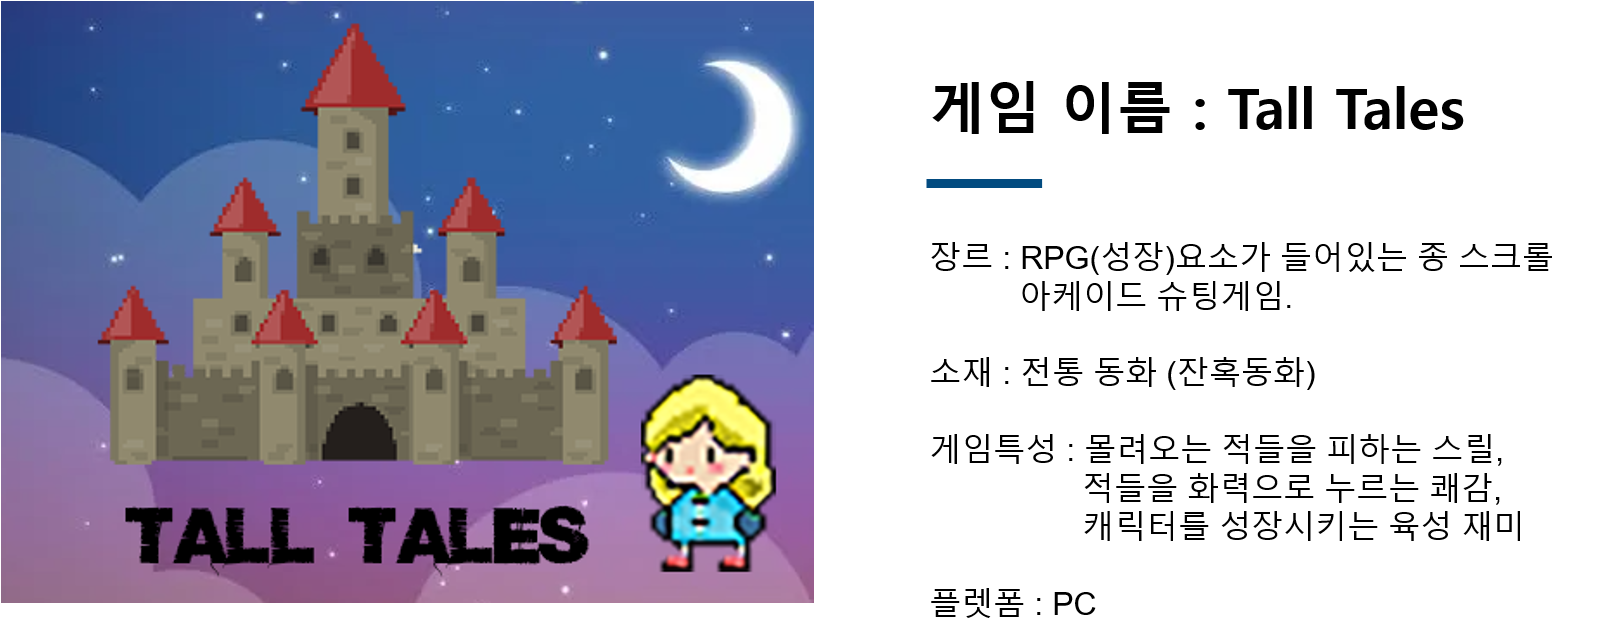 TALL TALES
게임 이름 : Tall Tales
장르 : RPG(성장)요소가 들어있는 종 스크롤
아케이드 슈팅게임.
소재 : 전통 동화 (잔혹동화)
게임특성 : 몰려오는 적들을 피하는 스릴,
적들을 화력으로 누르는 쾌감,
캐릭터를 성장시키는 육성 재미
플렛폼 : PC